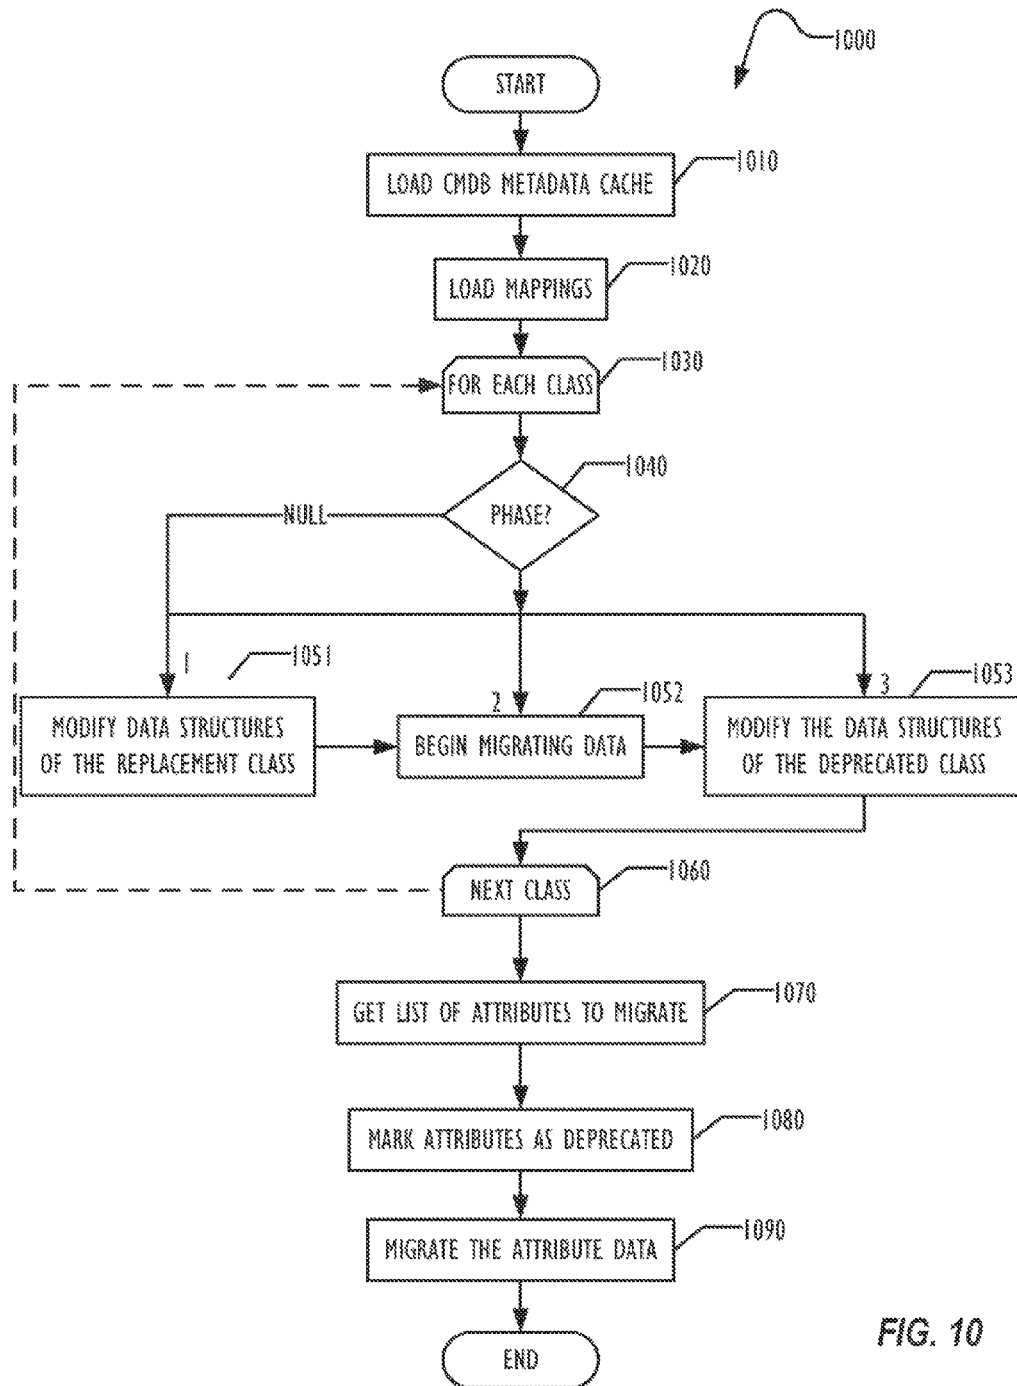 1000
START
LOAD CMDB METADATA CACHE
1010
LOAD MAPPINGS
1020
FOR EACH CLASS
1030
1040
PHASE?
NULL
1
1051
MODIFY DATA STRUCTURES
OF THE REPLACEMENT CLASS
2
1052
BEGIN MIGRATING DATA
3
1053
MODIFY THE DATA STRUCTURES
OF THE DEPRECATED CLASS
NEXT CLASS
1060
GET LIST OF ATTRIBUTES TO MIGRATE
1070
MARK ATTRIBUTES AS DEPRECATED
1080
MIGRATE THE ATTRIBUTE DATA
1090
END
FIG. 10